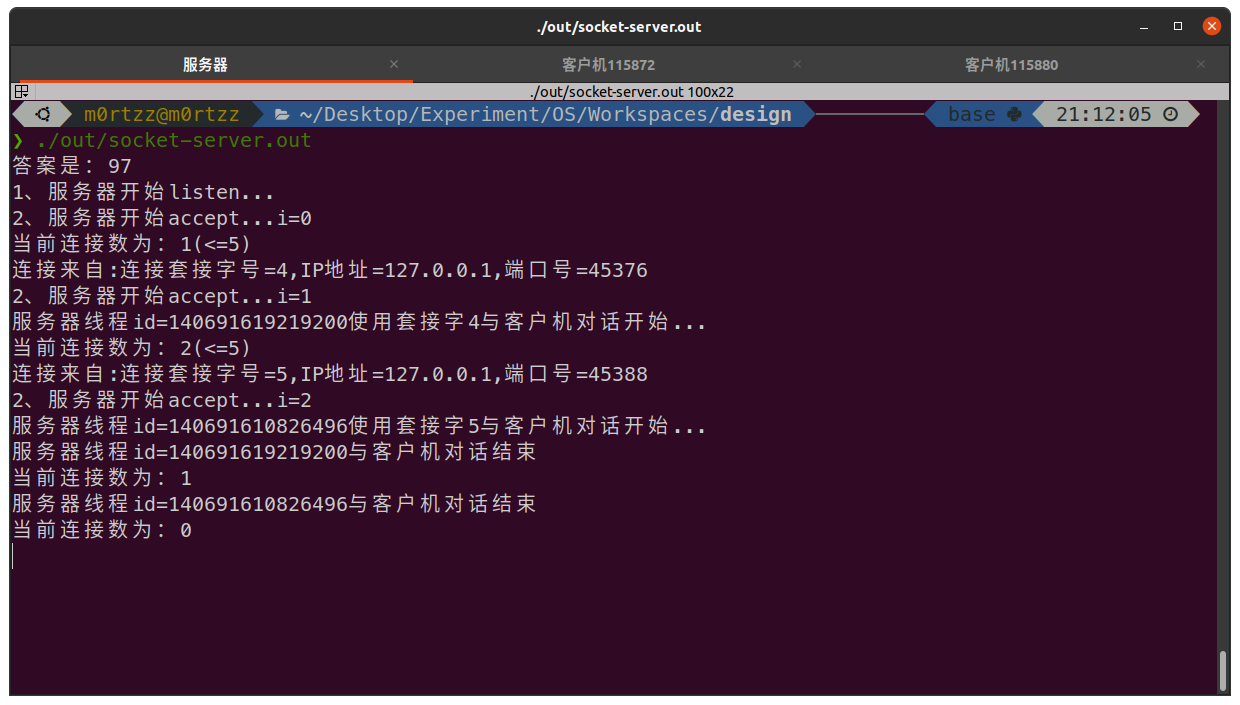 ./out/socket-server.out
服务器 客户机115872 客户机115880
./out/socket-server.out 100x22
m0rtzz@m0rtzz ~/Desktop/Experiment/OS/Workspaces/design base 21:12:05
❯ ./out/socket-server.out
答案是：97
1、服务器开始listen...
2、服务器开始accept...i=0
当前连接数为：1(<=5)
连接来自:连接套接字号=4,IP地址=127.0.0.1,端口号=45376
2、服务器开始accept...i=1
服务器线程id=140691619219200使用套接字4与客户机对话开始...
当前连接数为：2(<=5)
连接来自:连接套接字号=5,IP地址=127.0.0.1,端口号=45388
2、服务器开始accept...i=2
服务器线程id=140691610826496使用套接字5与客户机对话开始...
服务器线程id=140691619219200与客户机对话结束
当前连接数为：1
服务器线程id=140691610826496与客户机对话结束
当前连接数为：0